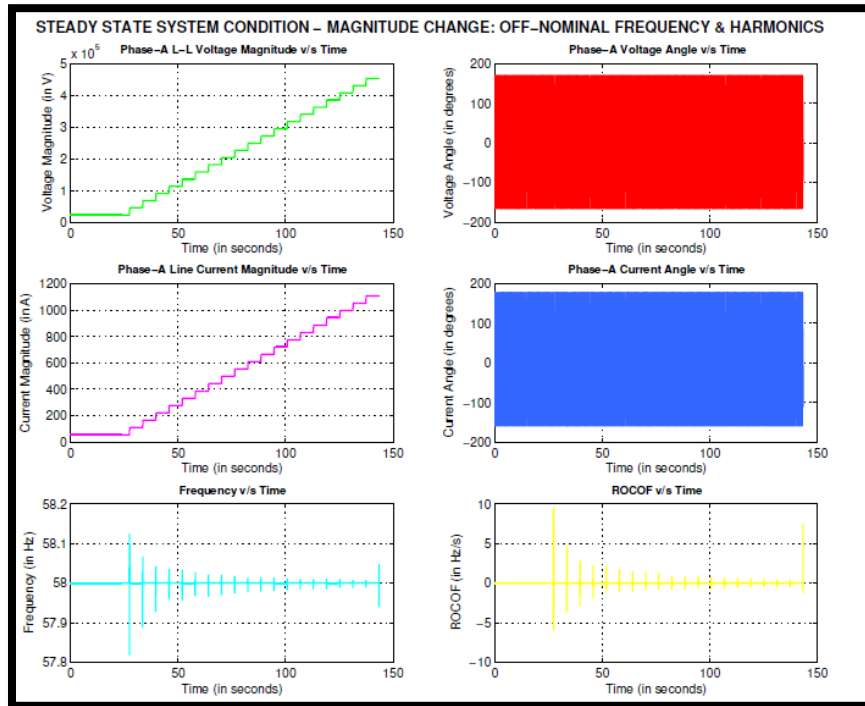 STEADY STATE SYSTEM CONDITION – MAGNITUDE CHANGE: OFF–NOMINAL FREQUENCY & HARMONICS
Phase–A L–L Voltage Magnitude v/s Time
x 10^5
5
4
3
2
1
0
Voltage Magnitude (in V)
0 50 100 150
Time (in seconds)
Phase–A Voltage Angle v/s Time
200
100
0
−100
−200
Voltage Angle (in degrees)
0 50 100 150
Time (in seconds)
Phase–A Line Current Magnitude v/s Time
1200
1000
800
600
400
200
0
Current Magnitude (in A)
0 50 100 150
Time (in seconds)
Phase–A Current Angle v/s Time
200
100
0
−100
−200
Current Angle (in degrees)
0 50 100 150
Time (in seconds)
Frequency v/s Time
58.2
58.1
58
57.9
57.8
Frequency (in Hz)
0 50 100 150
Time (in seconds)
ROCOF v/s Time
10
5
0
−5
−10
ROCOF (in Hz/s)
0 50 100 150
Time (in seconds)